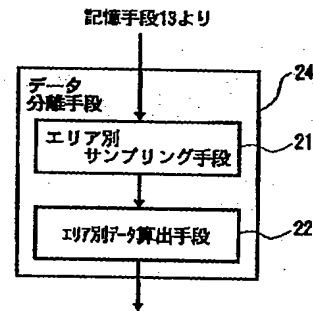 記憶手段13より
24
データ
分離手段
エリア別
サンプリング手段
21
エリア別データ算出手段
22